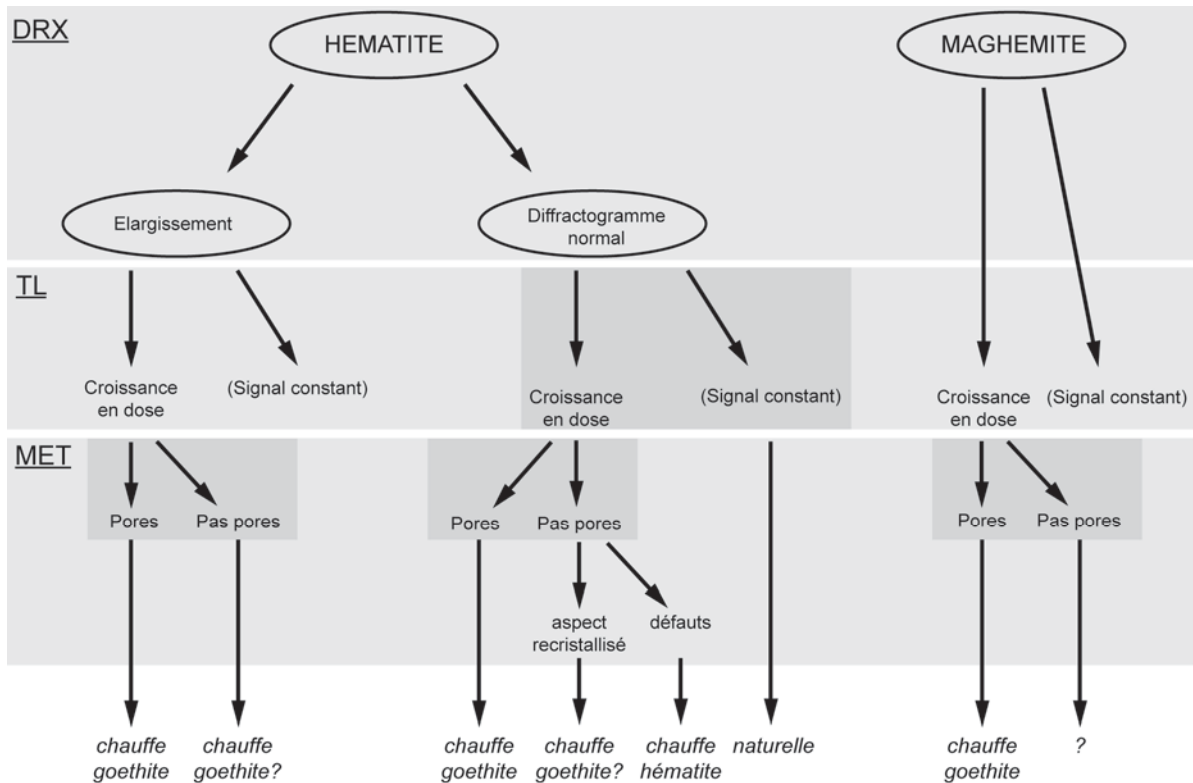 DRX
HEMATITE
MAGHEMITE
Elargissement
Diffractogramme
normal
TL
Croissance
en dose
(Signal constant)
Croissance
en dose
(Signal constant)
Croissance
en dose
(Signal constant)
MET
Pores
Pas pores
Pores
Pas pores
Pores
Pas pores
aspect
recristallisé
défauts
chauffe
goethite
chauffe
goethite?
chauffe
goethite
chauffe
goethite?
chauffe
hématite
naturelle
chauffe
goethite
?